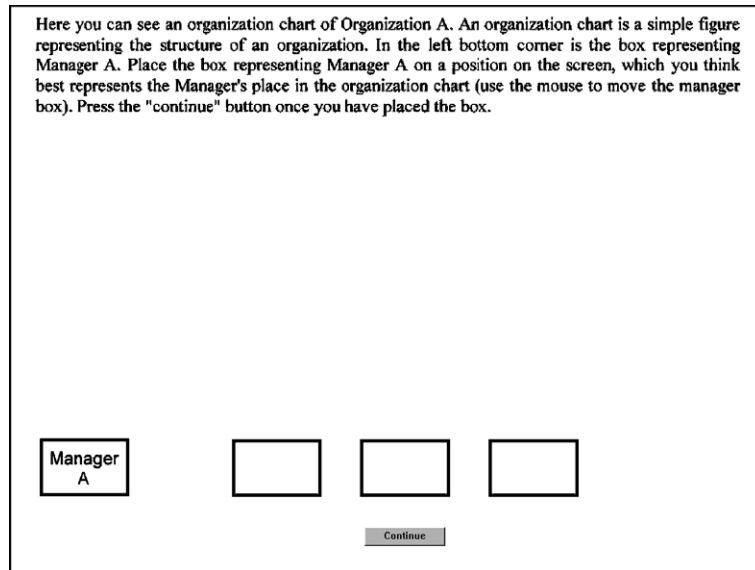 Here you can see an organization chart of Organization A. An organization chart is a simple figure
representing the structure of an organization. In the left bottom corner is the box representing
Manager A. Place the box representing Manager A on a position on the screen, which you think
best represents the Manager's place in the organization chart (use the mouse to move the manager
box). Press the "continue" button once you have placed the box.
Manager
A
Continue